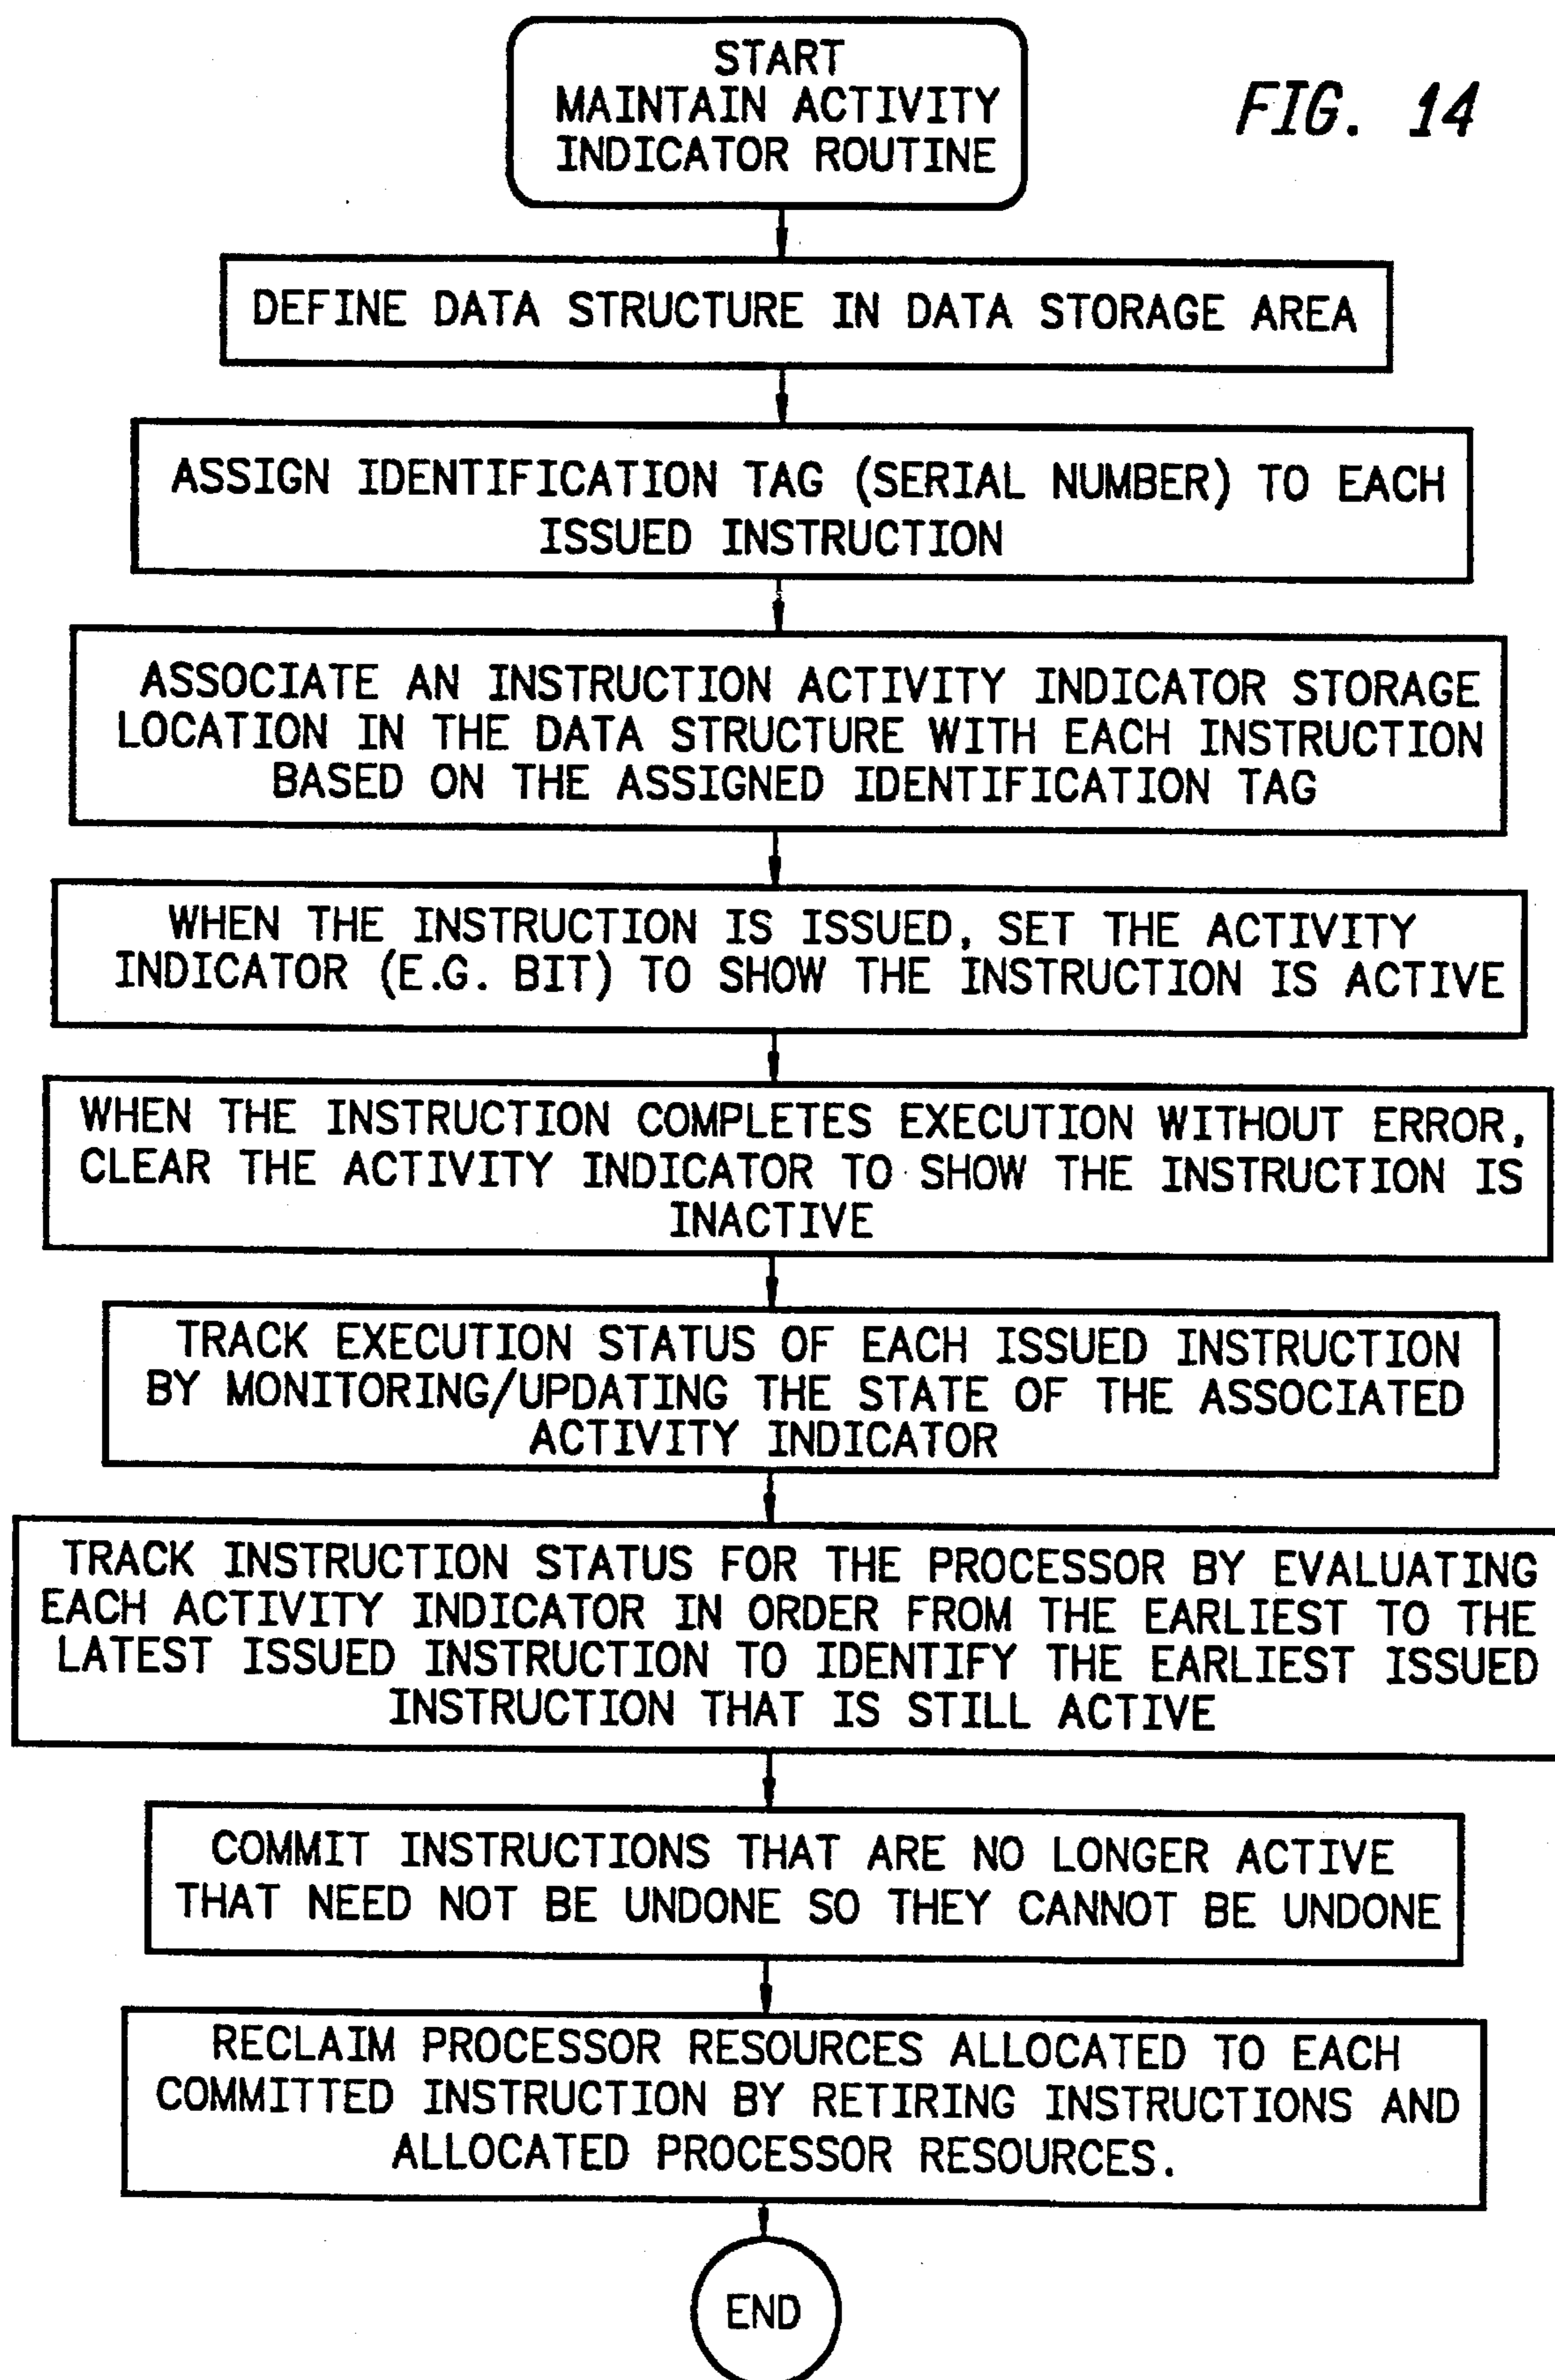 START
MAINTAIN ACTIVITY
INDICATOR ROUTINE
FIG. 14
DEFINE DATA STRUCTURE IN DATA STORAGE AREA
ASSIGN IDENTIFICATION TAG (SERIAL NUMBER) TO EACH
ISSUED INSTRUCTION
ASSOCIATE AN INSTRUCTION ACTIVITY INDICATOR STORAGE
LOCATION IN THE DATA STRUCTURE WITH EACH INSTRUCTION
BASED ON THE ASSIGNED IDENTIFICATION TAG
WHEN THE INSTRUCTION IS ISSUED, SET THE ACTIVITY
INDICATOR (E.G. BIT) TO SHOW THE INSTRUCTION IS ACTIVE
WHEN THE INSTRUCTION COMPLETES EXECUTION WITHOUT ERROR,
CLEAR THE ACTIVITY INDICATOR TO SHOW THE INSTRUCTION IS
INACTIVE
TRACK EXECUTION STATUS OF EACH ISSUED INSTRUCTION
BY MONITORING/UPDATING THE STATE OF THE ASSOCIATED
ACTIVITY INDICATOR
TRACK INSTRUCTION STATUS FOR THE PROCESSOR BY EVALUATING
EACH ACTIVITY INDICATOR IN ORDER FROM THE EARLIEST TO THE
LATEST ISSUED INSTRUCTION TO IDENTIFY THE EARLIEST ISSUED
INSTRUCTION THAT IS STILL ACTIVE
COMMIT INSTRUCTIONS THAT ARE NO LONGER ACTIVE
THAT NEED NOT BE UNDONE SO THEY CANNOT BE UNDONE
RECLAIM PROCESSOR RESOURCES ALLOCATED TO EACH
COMMITTED INSTRUCTION BY RETIRING INSTRUCTIONS AND
ALLOCATED PROCESSOR RESOURCES.
END